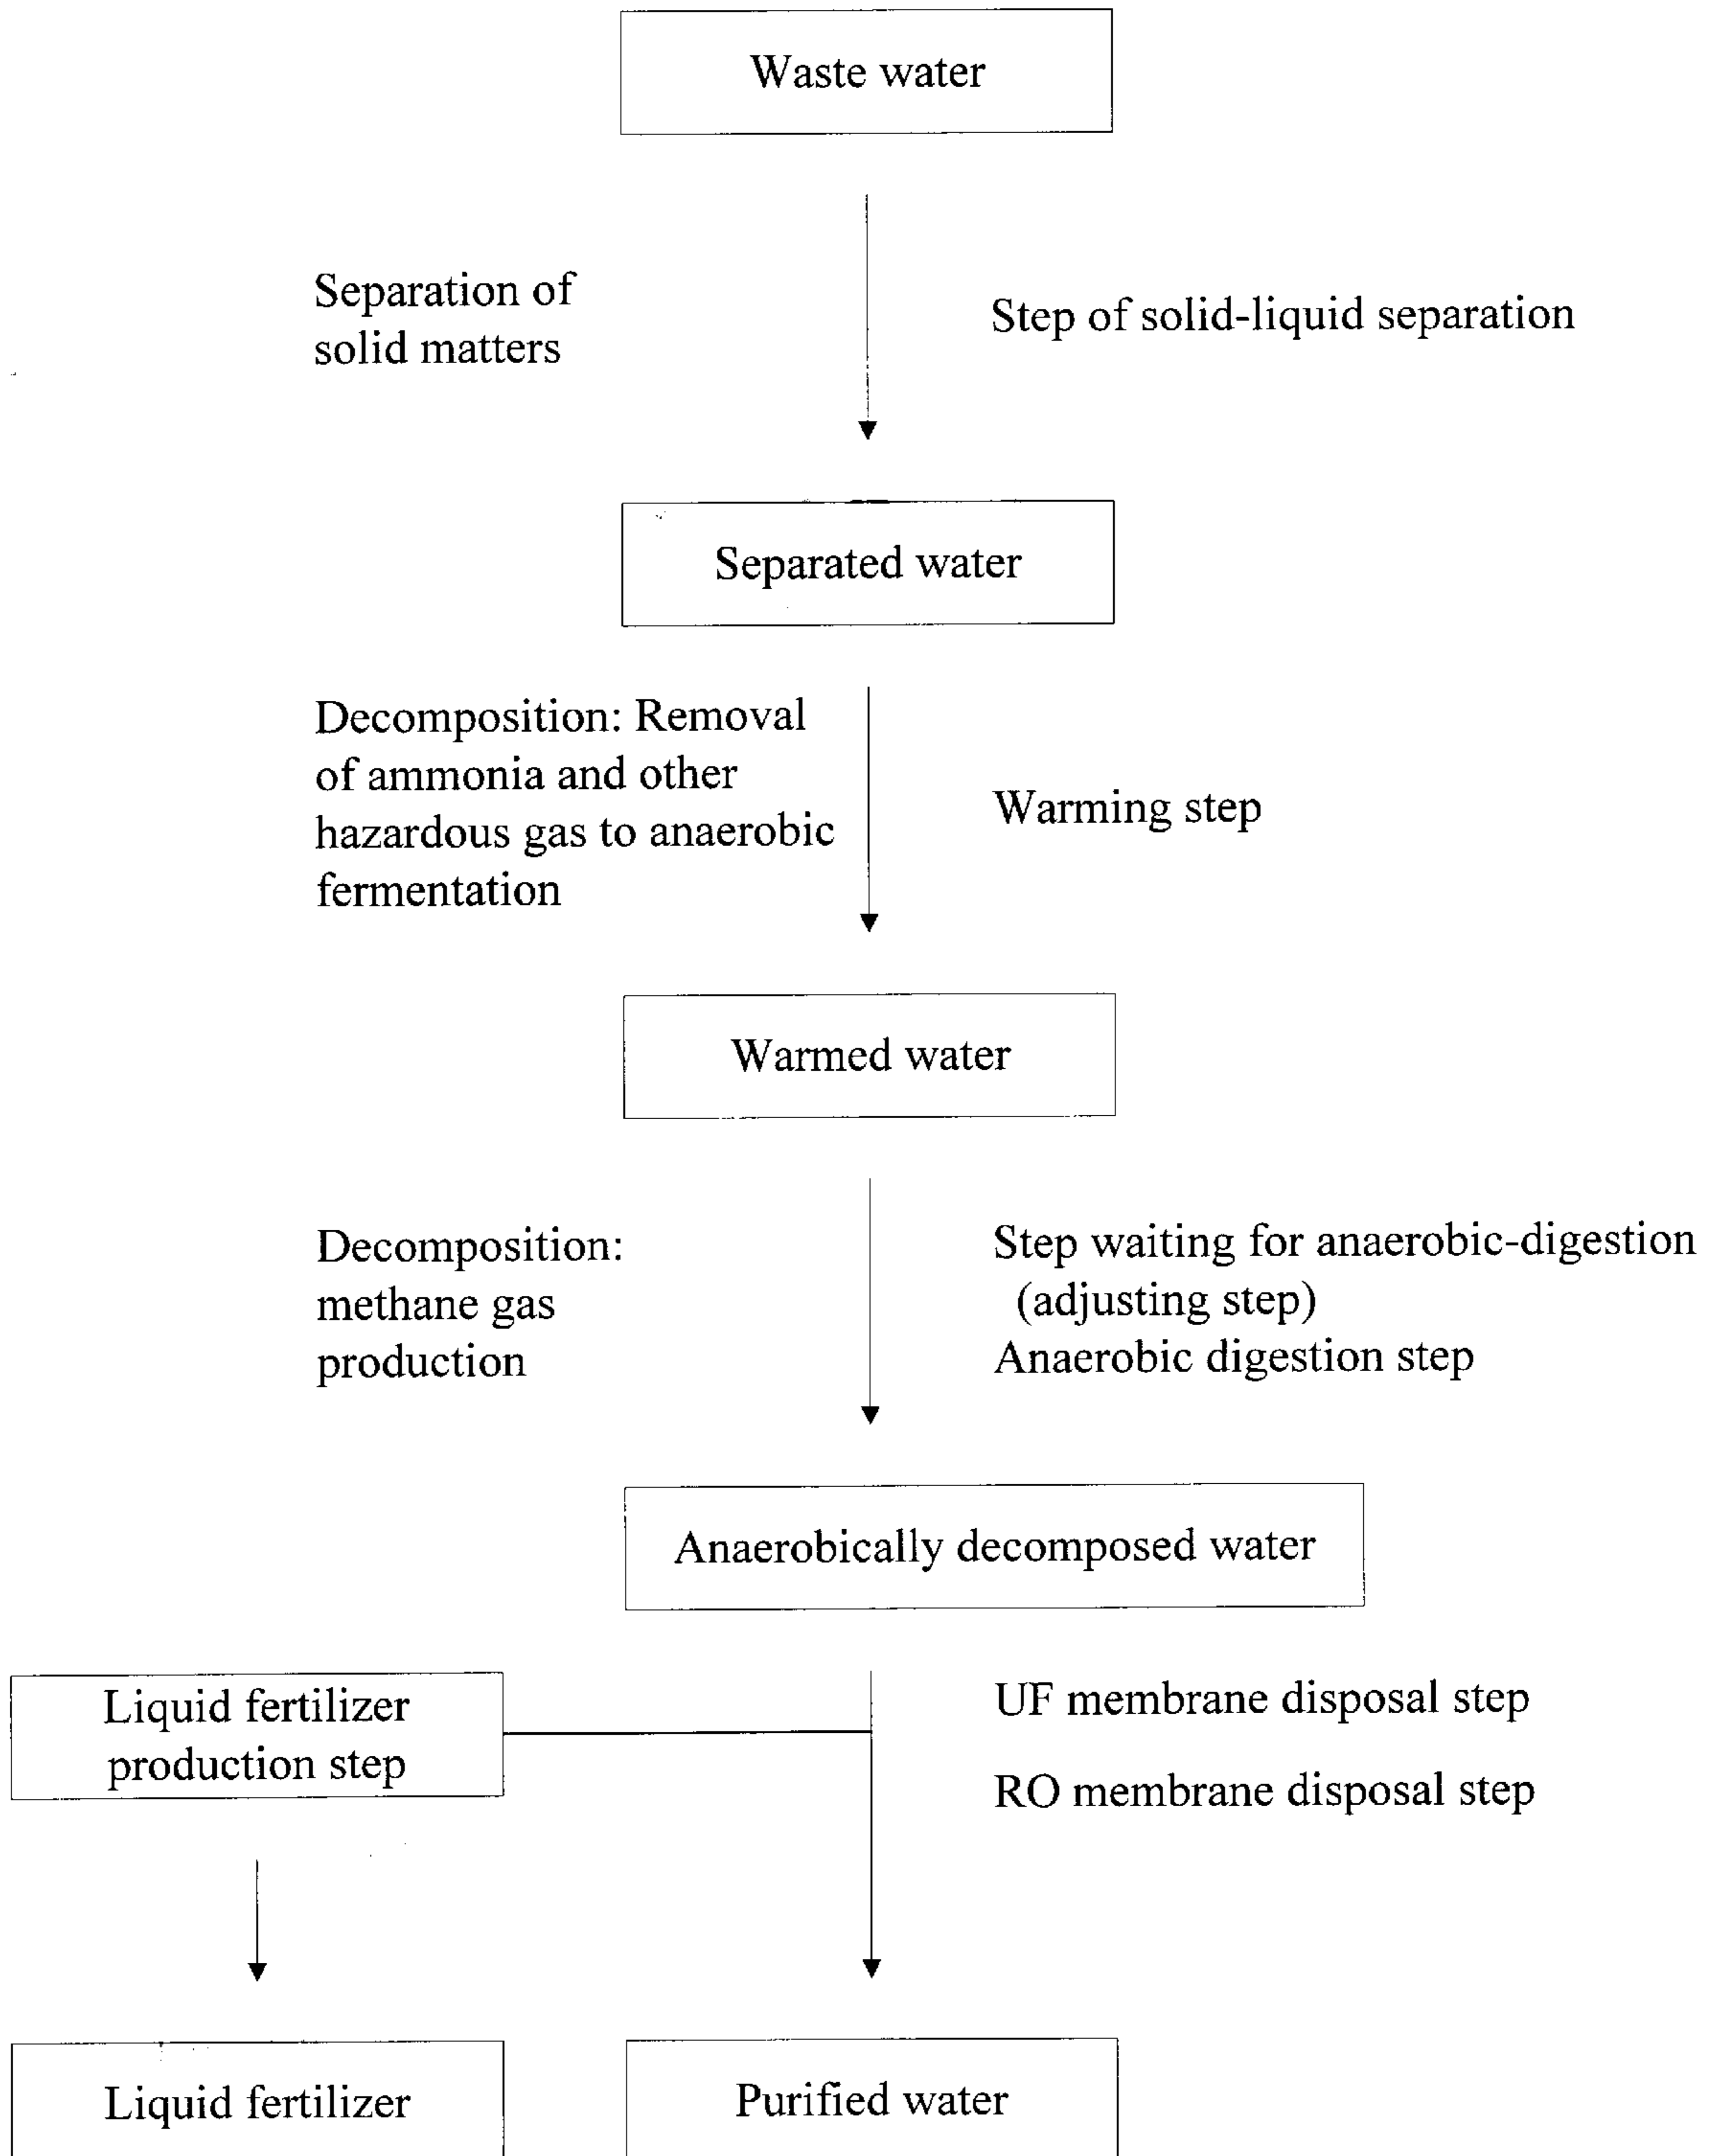 Waste water
Separation of
solid matters
Step of solid-liquid separation
Separated water
Decomposition: Removal
of ammonia and other
hazardous gas to anaerobic
fermentation
Warming step
Warmed water
Decomposition:
methane gas
production
Step waiting for anaerobic-digestion
(adjusting step)
Anaerobic digestion step
Anaerobically decomposed water
Liquid fertilizer
production step
UF membrane disposal step
RO membrane disposal step
Liquid fertilizer
Purified water